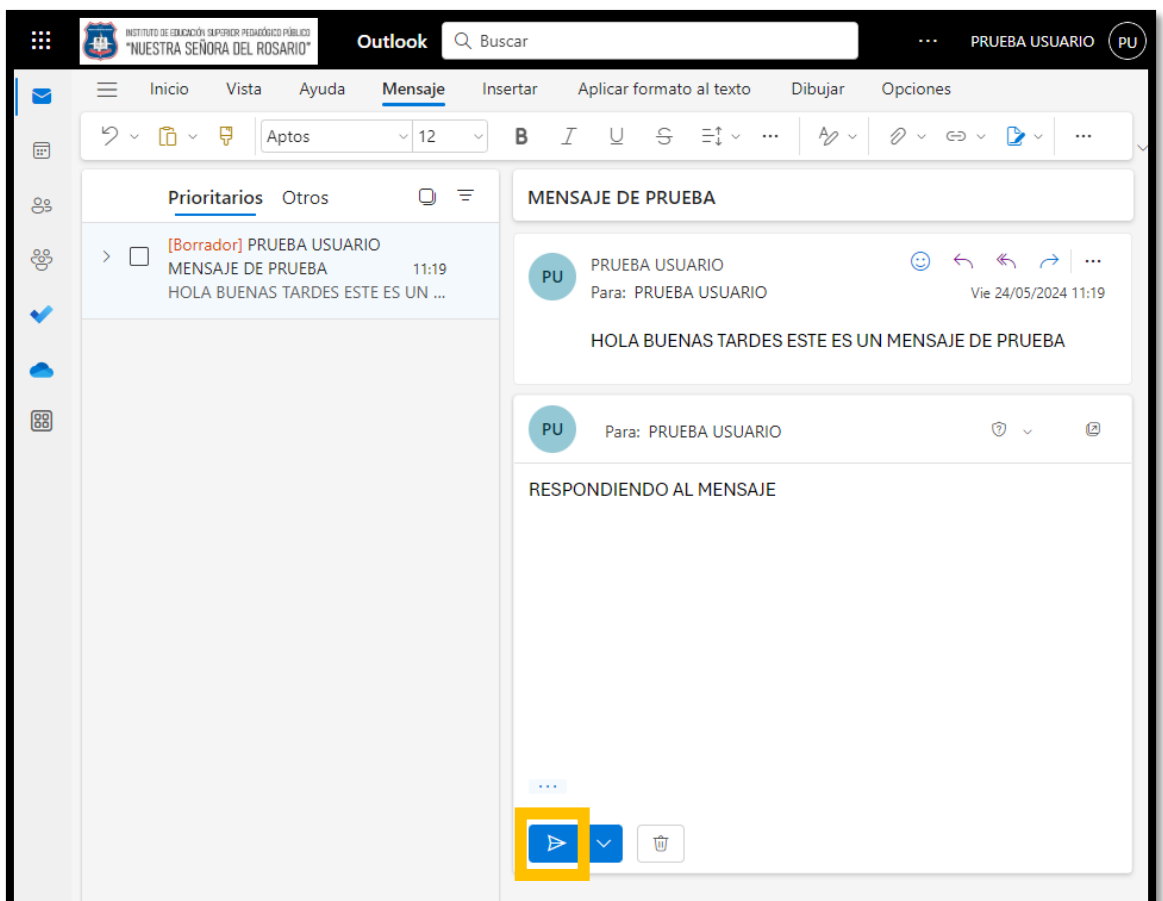 INSTITUTO DE EDUCACIÓN SUPERIOR PEDAGÓGICO PÚBLICO
"NUESTRA SEÑORA DEL ROSARIO"
Outlook
Buscar
PRUEBA USUARIO
PU
Inicio Vista Ayuda Mensaje Insertar Aplicar formato al texto Dibujar Opciones
Aptos 12 B I U S
Prioritarios Otros
[Borrador] PRUEBA USUARIO
MENSAJE DE PRUEBA 11:19
HOLA BUENAS TARDES ESTE ES UN ...
MENSAJE DE PRUEBA
PU
PRUEBA USUARIO
Para: PRUEBA USUARIO
Vie 24/05/2024 11:19
HOLA BUENAS TARDES ESTE ES UN MENSAJE DE PRUEBA
PU
Para: PRUEBA USUARIO
RESPONDIENDO AL MENSAJE